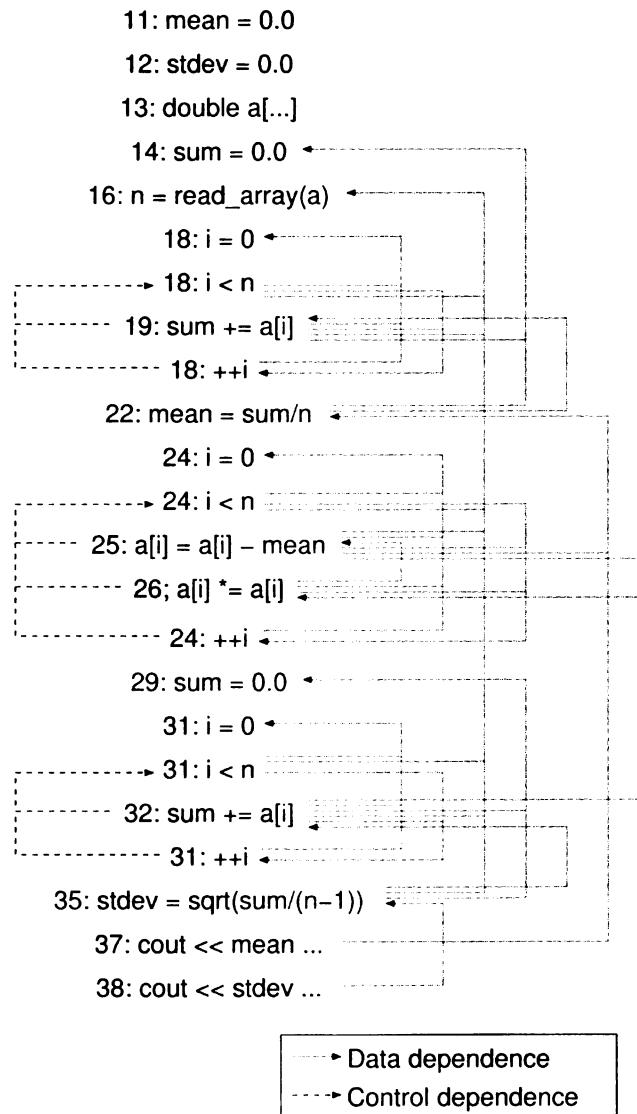 11: mean = 0.0
12: stdev = 0.0
13: double a[...]
14: sum = 0.0
16: n = read_array(a)
18: i = 0
18: i < n
19: sum += a[i]
18: ++i
22: mean = sum/n
24: i = 0
24: i < n
25: a[i] = a[i] − mean
26; a[i] *= a[i]
24: ++i
29: sum = 0.0
31: i = 0
31: i < n
32: sum += a[i]
31: ++i
35: stdev = sqrt(sum/(n−1))
37: cout << mean ...
38: cout << stdev ...
Data dependence
Control dependence